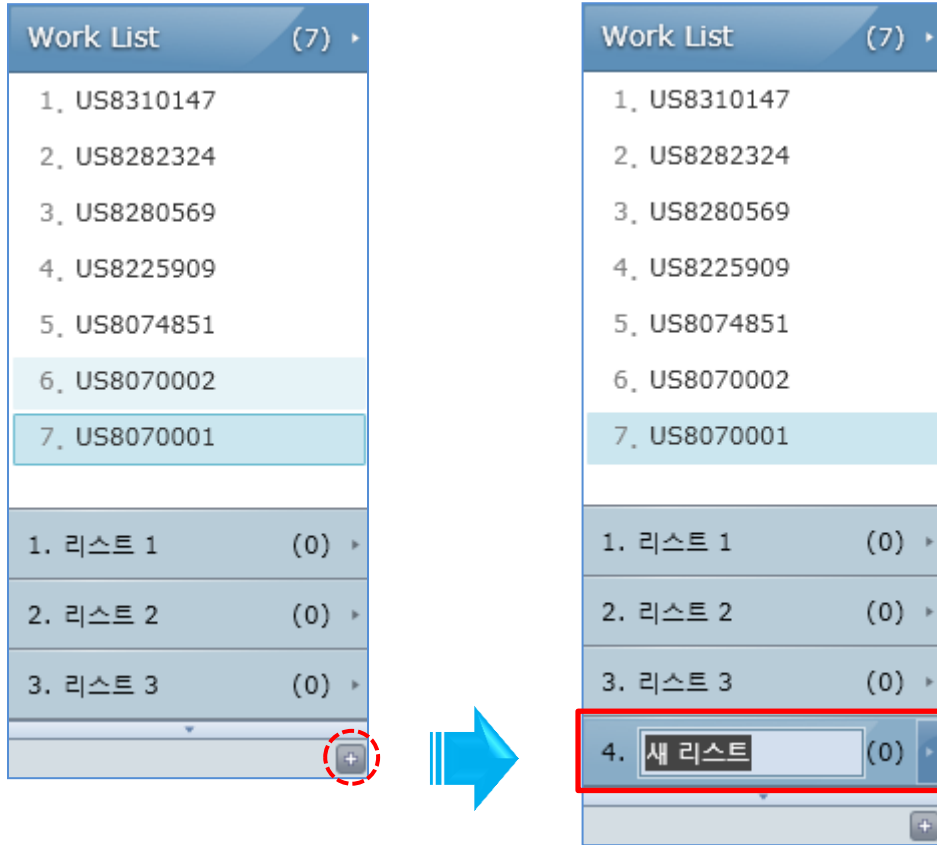 Work List (7)
1. US8310147
2. US8282324
3. US8280569
4. US8225909
5. US8074851
6. US8070002
7. US8070001
1. 리스트 1 (0)
2. 리스트 2 (0)
3. 리스트 3 (0)
Work List (7)
1. US8310147
2. US8282324
3. US8280569
4. US8225909
5. US8074851
6. US8070002
7. US8070001
1. 리스트 1 (0)
2. 리스트 2 (0)
3. 리스트 3 (0)
4. 새 리스트 (0)